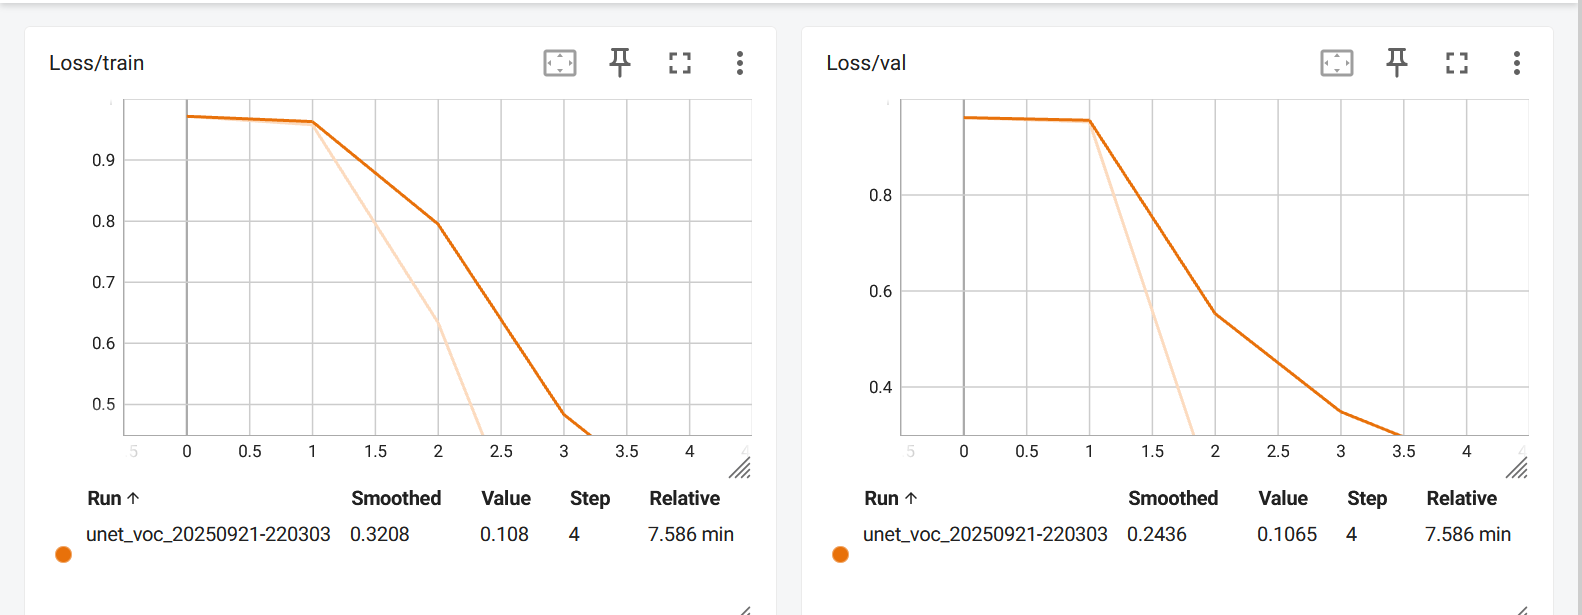 Loss/train
0.9
0.8
0.7
0.6
0.5
5 0 0.5 1 1.5 2 2.5 3 3.5 4 4
Run ↑ Smoothed Value Step Relative
unet_voc_20250921-220303 0.3208 0.108 4 7.586 min
Loss/val
0.8
0.6
0.4
5 0 0.5 1 1.5 2 2.5 3 3.5 4 4
Run ↑ Smoothed Value Step Relative
unet_voc_20250921-220303 0.2436 0.1065 4 7.586 min